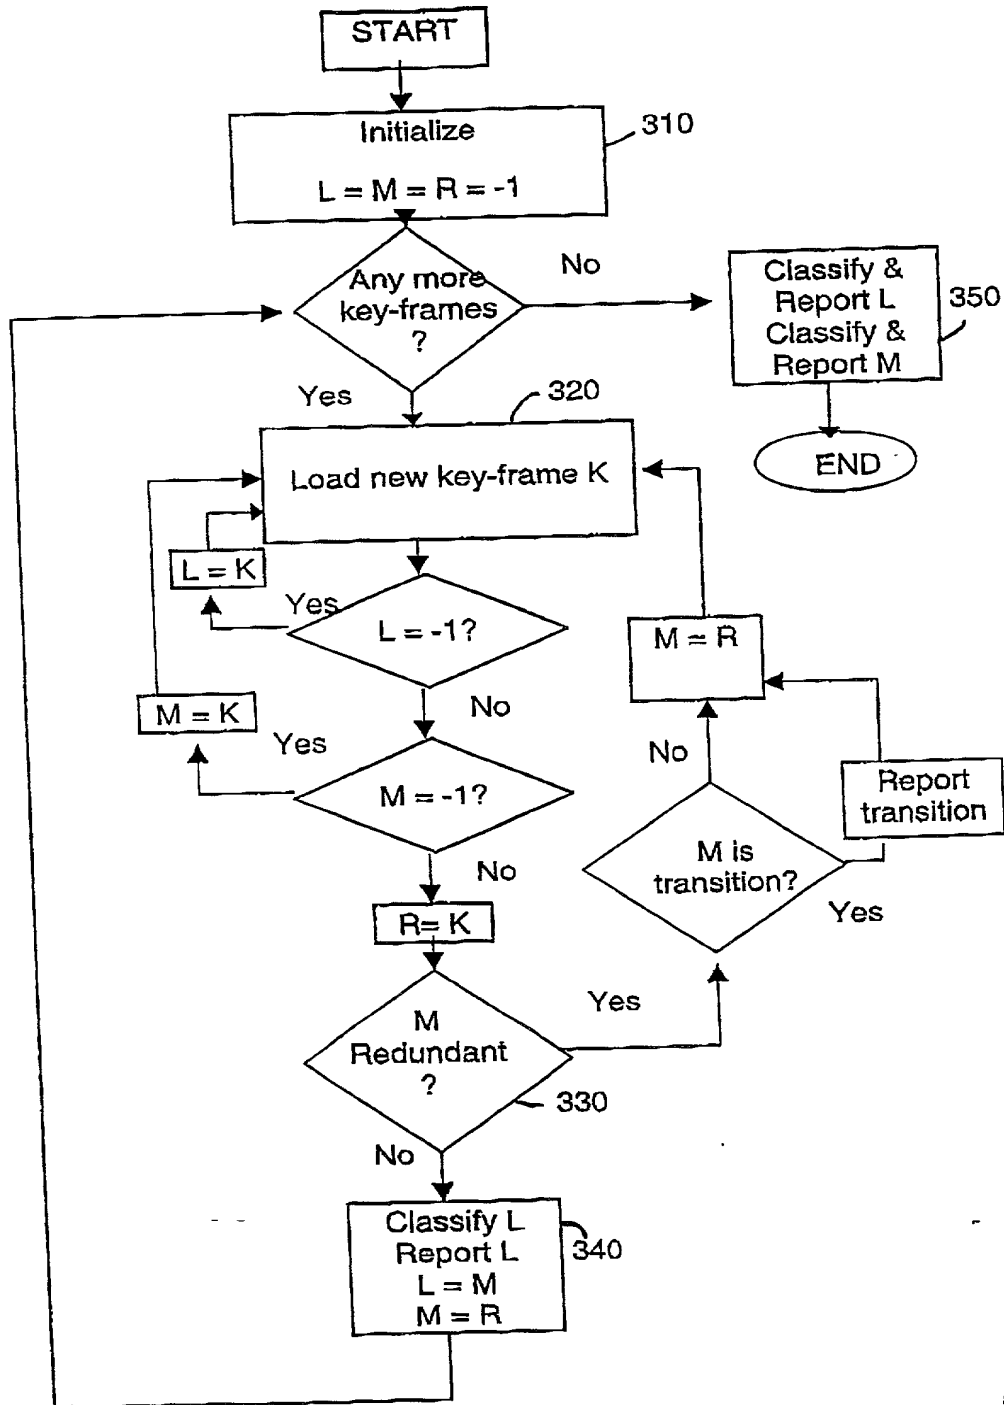 START
Initialize
310
L = M = R = -1
Any more
key-frames
?
No
Classify &
Report L
Classify &
Report M
350
END
Yes
320
Load new key-frame K
L = K
Yes
L = -1?
M = R
No
M = K
Yes
M = -1?
No
Report
transition
M is
transition?
Yes
No
R= K
M
Redundant
?
Yes
330
No
Classify L
Report L
L = M
M = R
340